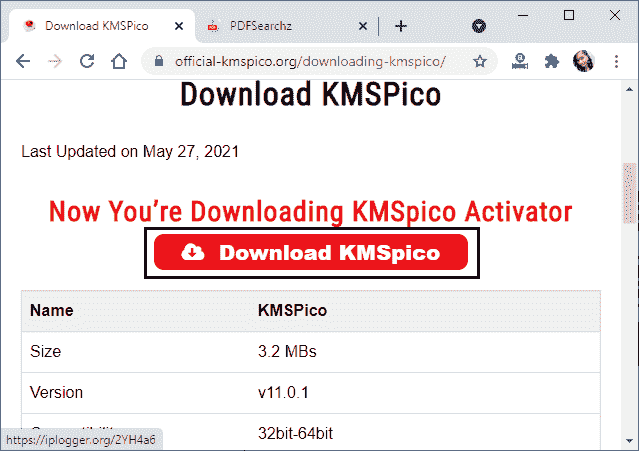 Download KMSPico
PDFSearchz
official-kmspico.org/downloading-kmspico/
Download KMSPico
Last Updated on May 27, 2021
Now You're Downloading KMSpico Activator
Download KMSpico
Name KMSPico
Size 3.2 MBs
Version v11.0.1
32bit-64bit
https://iplogger.org/2YH4a6